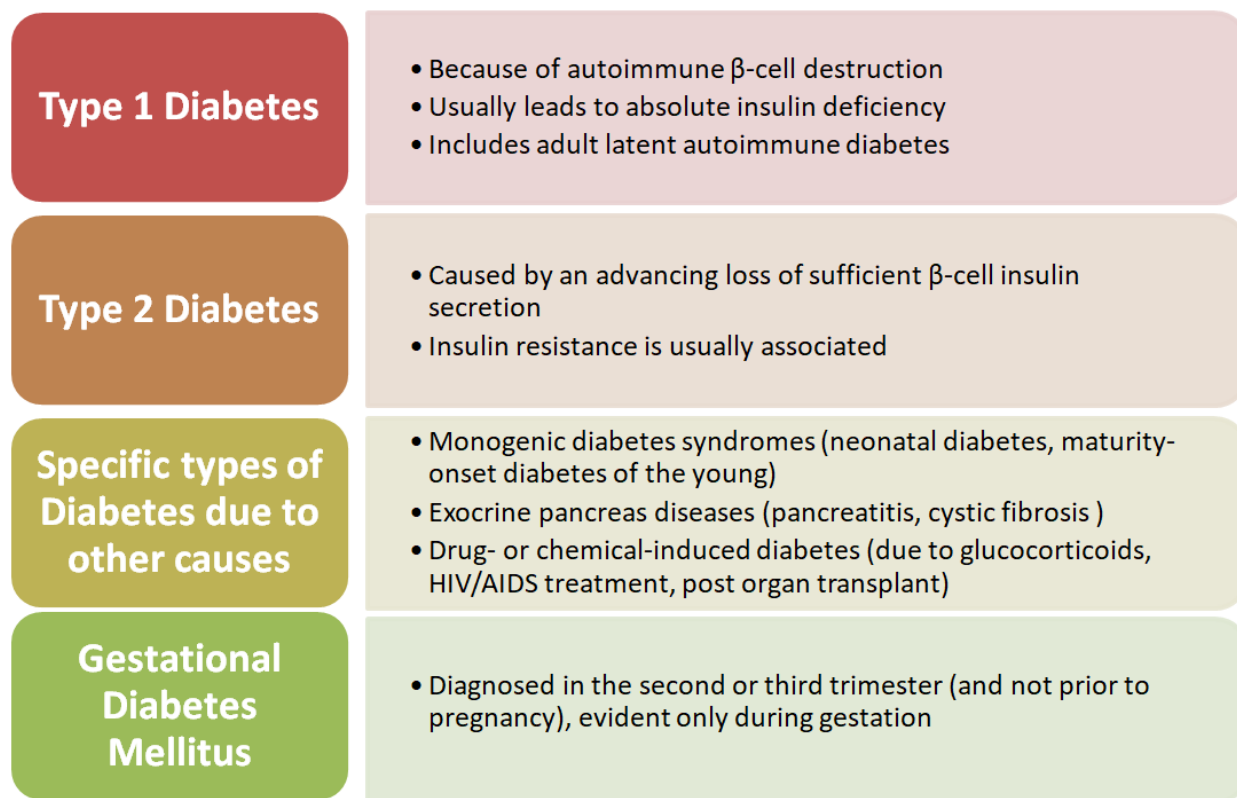 Type 1 Diabetes
• Because of autoimmune β-cell destruction
• Usually leads to absolute insulin deficiency
• Includes adult latent autoimmune diabetes
Type 2 Diabetes
• Caused by an advancing loss of sufficient β-cell insulin
secretion
• Insulin resistance is usually associated
Specific types of
Diabetes due to
other causes
• Monogenic diabetes syndromes (neonatal diabetes, maturity-
onset diabetes of the young)
• Exocrine pancreas diseases (pancreatitis, cystic fibrosis )
• Drug- or chemical-induced diabetes (due to glucocorticoids,
HIV/AIDS treatment, post organ transplant)
Gestational
Diabetes
Mellitus
• Diagnosed in the second or third trimester (and not prior to
pregnancy), evident only during gestation